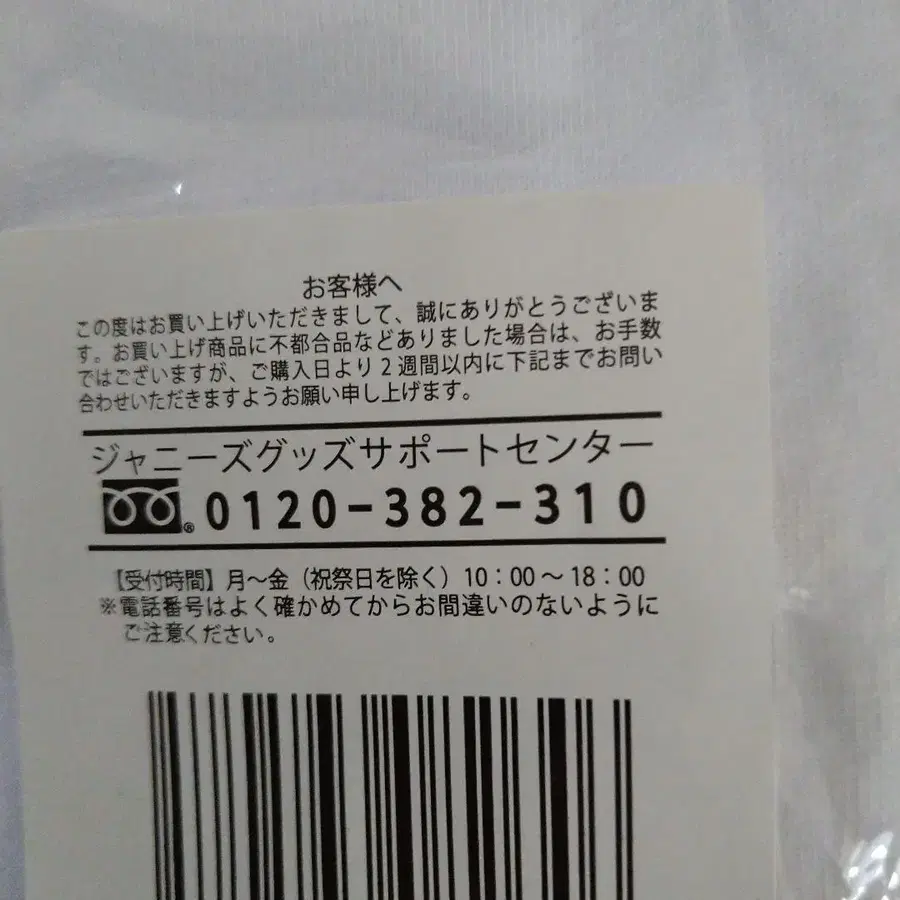 お客様へ
この度はお買い上げいただきまして、誠にありがとうございま
す。お買い上げ商品に不都合品などありました場合は、お手数
ではございますが、ご購入日より2週間以内に下記までお問い
合わせいただきますようお願い申し上げます。
ジャニーズグッズサポートセンター
® 0120-382-310
【受付時間】月～金（祝祭日を除く）10：00～18：00
※電話番号はよく確かめてからお間違いのないように
ご注意ください。